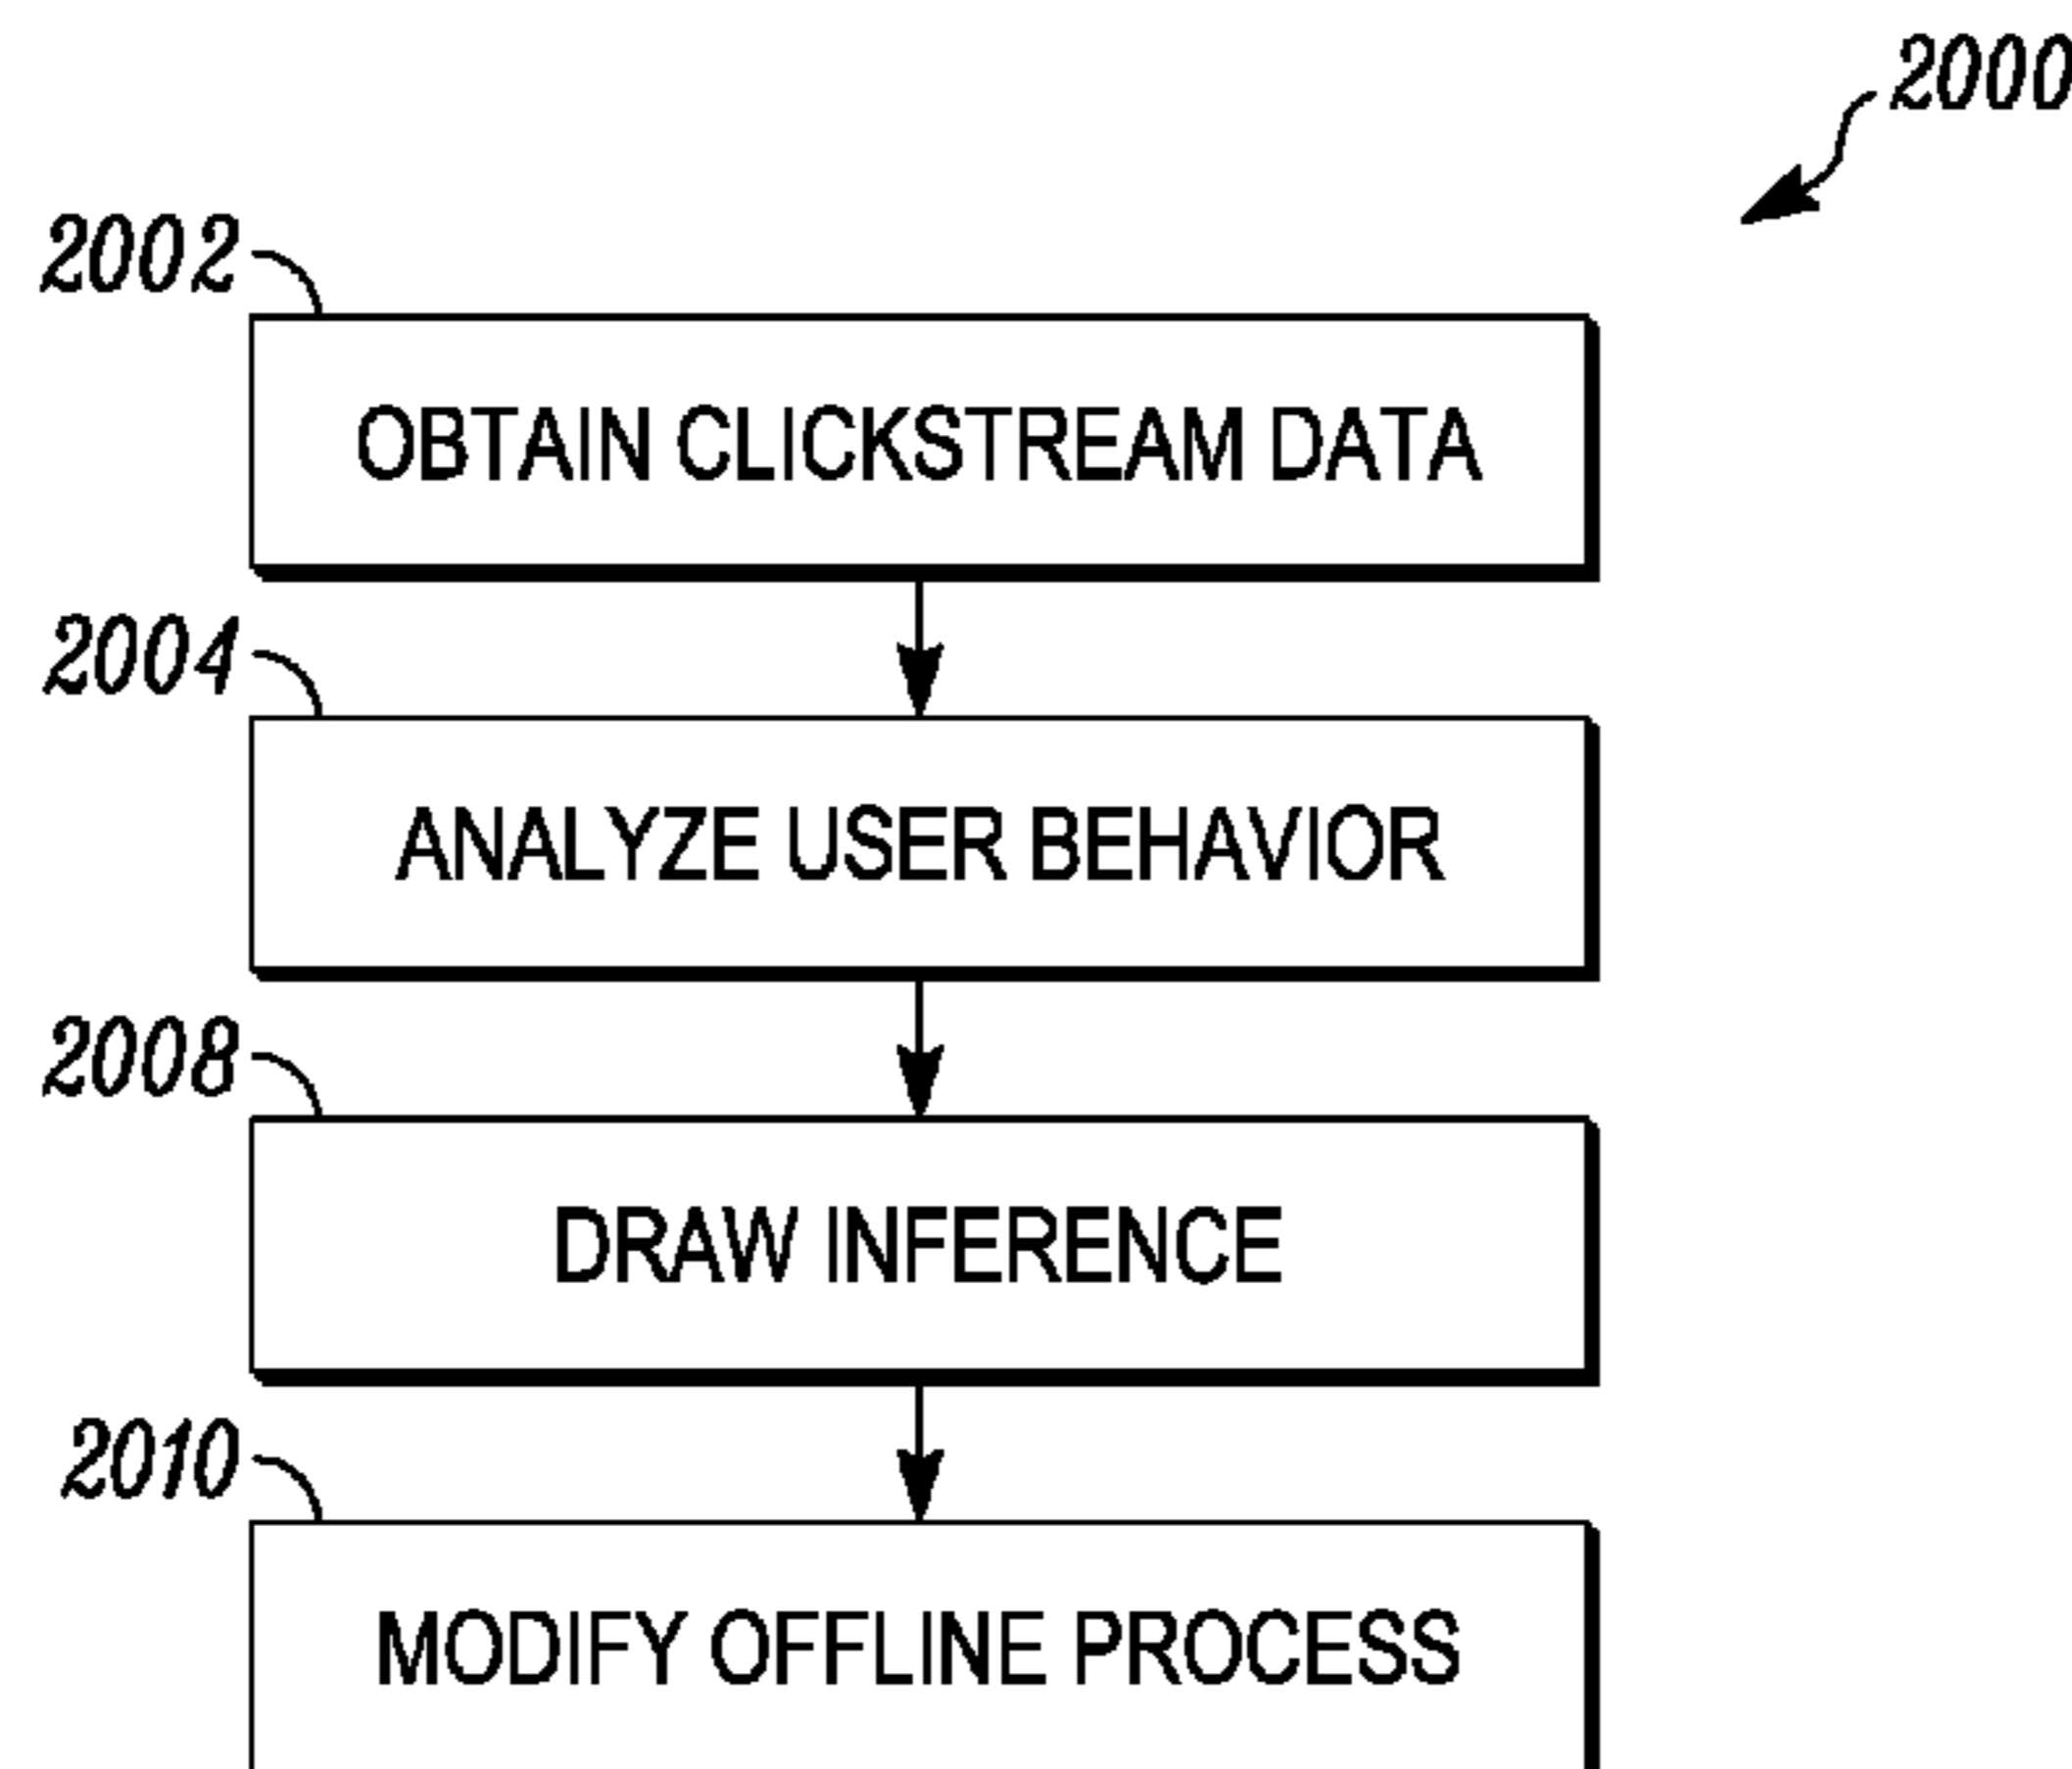 2000
2002
OBTAIN CLICKSTREAM DATA
2004
ANALYZE USER BEHAVIOR
2008
DRAW INFERENCE
2010
MODIFY OFFLINE PROCESS